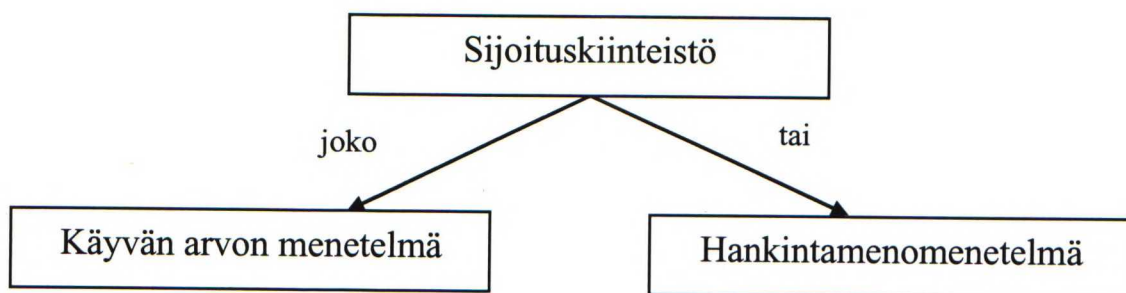 Sijoituskiinteistö
joko
tai
Käyvän arvon menetelmä
Hankintamenomenetelmä